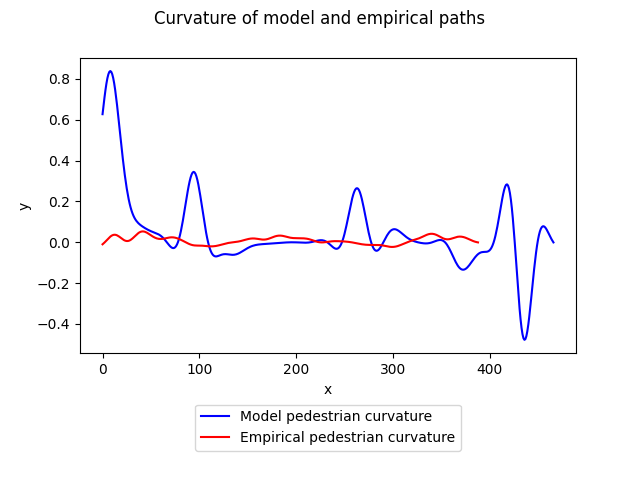 Curvature of model and empirical paths
0.8
0.6
0.4
y
0.2
0.0
−0.2
−0.4
0 100 200 300 400
x
Model pedestrian curvature
Empirical pedestrian curvature